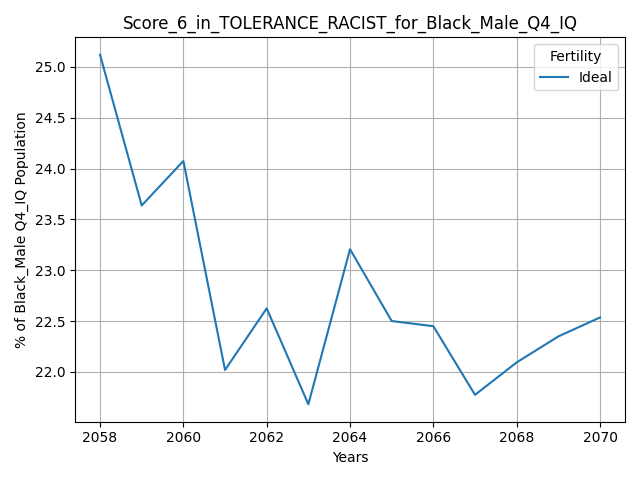 Score_6_in_TOLERANCE_RACIST_for_Black_Male_Q4_IQ
Fertility
Ideal
% of Black_Male Q4_IQ Population
25.0
24.5
24.0
23.5
23.0
22.5
22.0
2058 2060 2062 2064 2066 2068 2070
Years